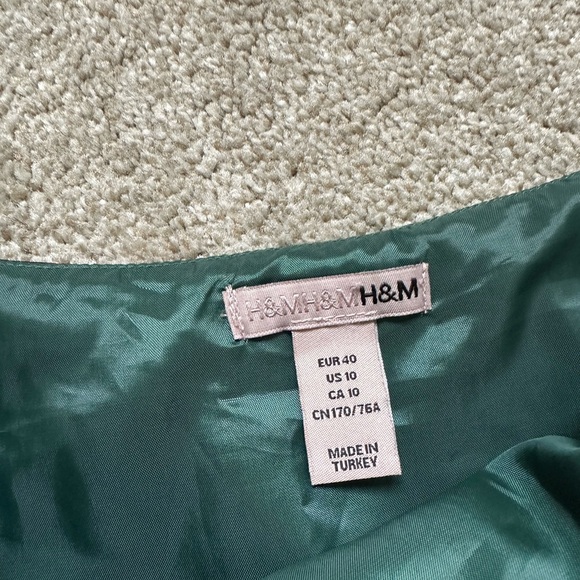 H&MH&MH&M
EUR 40
US 10
CA 10
CN170/76A
MADE IN
TURKEY